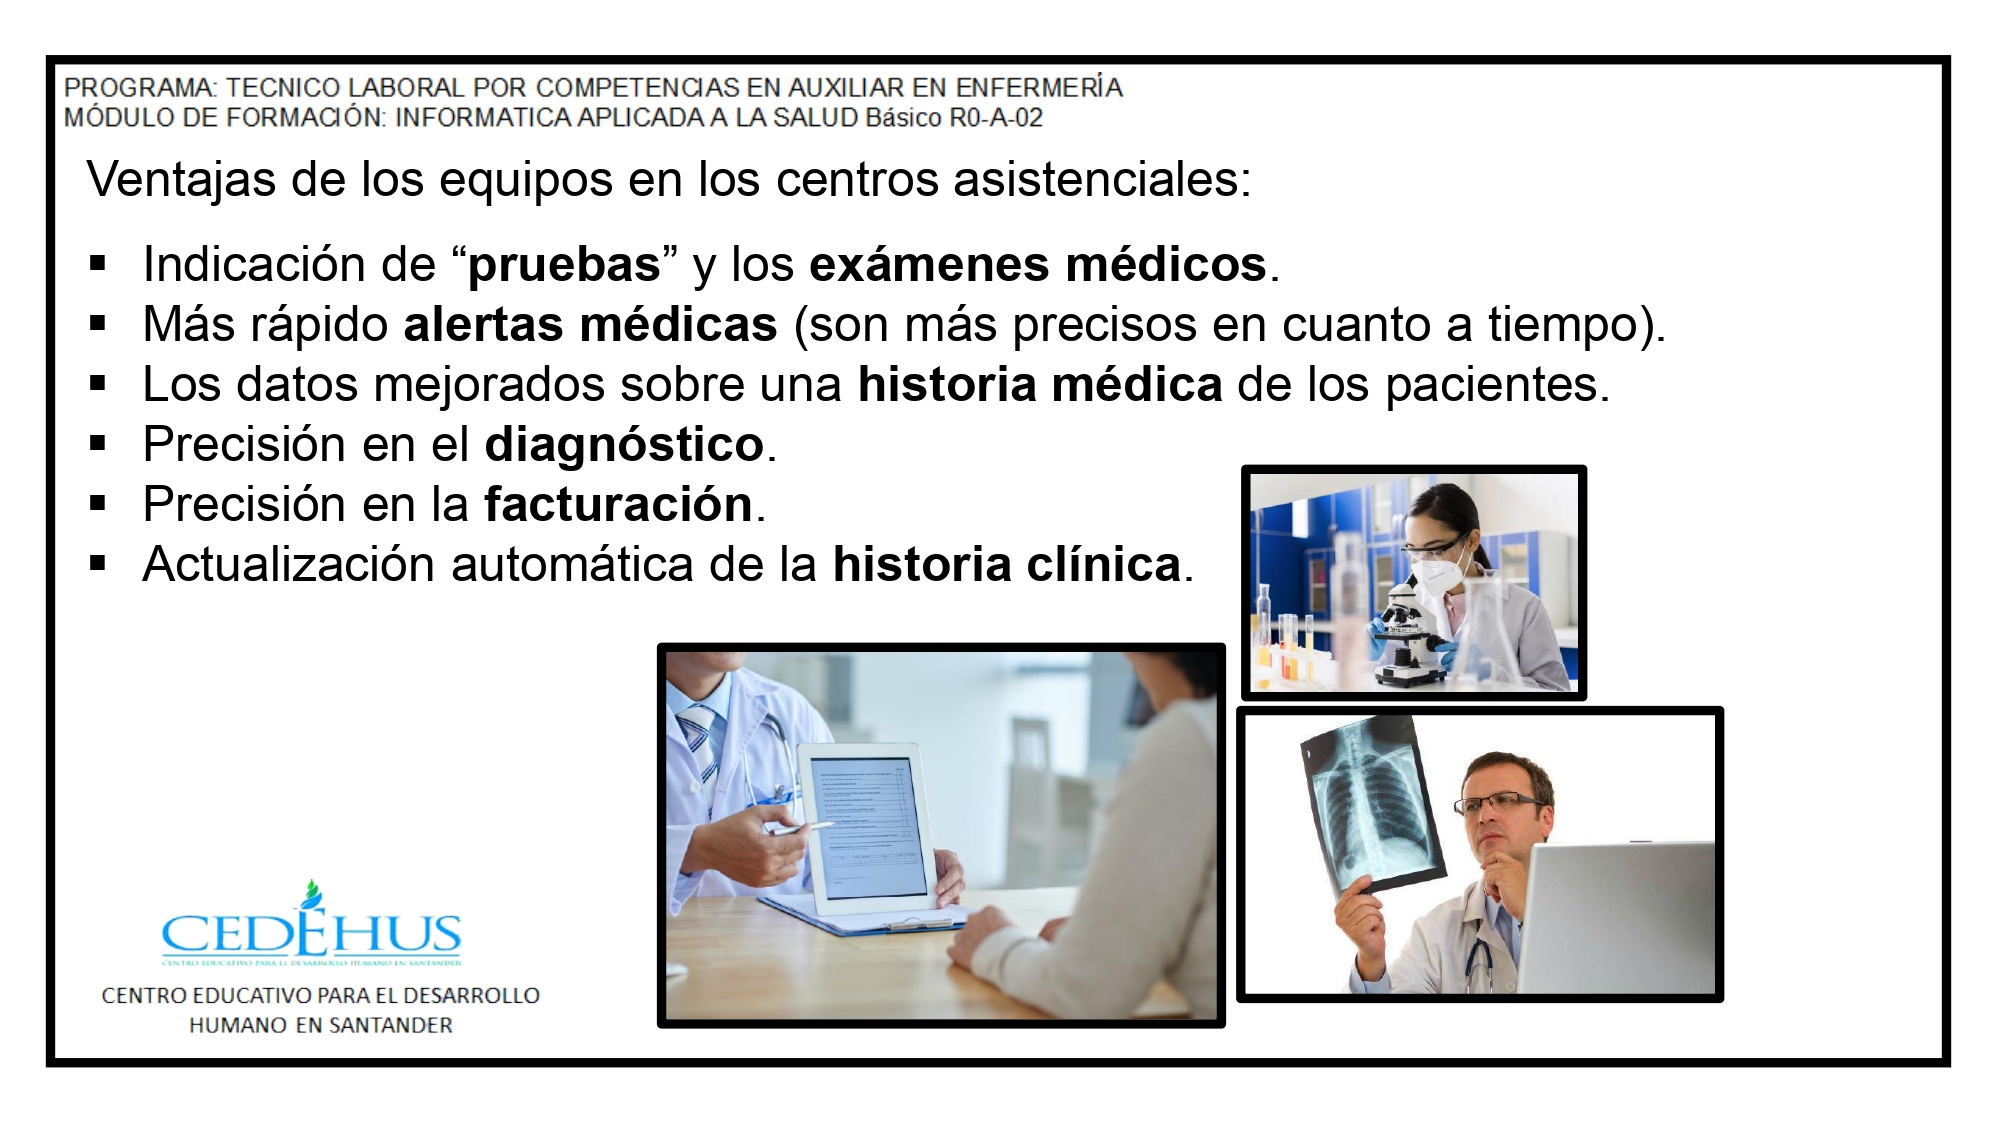 PROGRAMA: TECNICO LABORAL POR COMPETENCIAS EN AUXILIAR EN ENFERMERÍA
MÓDULO DE FORMACIÓN: INFORMATICA APLICADA A LA SALUD Básico R0-A-02
Ventajas de los equipos en los centros asistenciales:
▪ Indicación de “pruebas” y los exámenes médicos.
▪ Más rápido alertas médicas (son más precisos en cuanto a tiempo).
▪ Los datos mejorados sobre una historia médica de los pacientes.
▪ Precisión en el diagnóstico.
▪ Precisión en la facturación.
▪ Actualización automática de la historia clínica.
CEDEHUS
CENTRO EDUCATIVO PARA EL DESARROLLO HUMANO EN SANTANDER
CENTRO EDUCATIVO PARA EL DESARROLLO
HUMANO EN SANTANDER